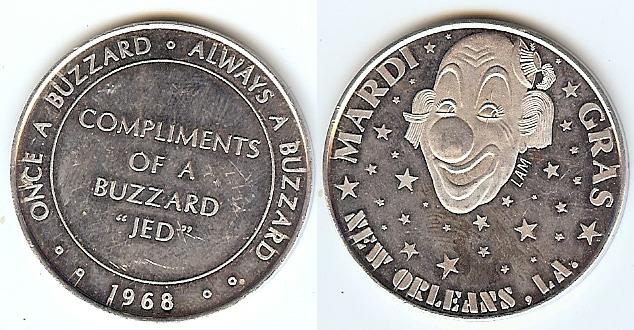 ONCE A BUZZARD • ALWAYS A BUZZARD
COMPLIMENTS
OF A
BUZZARD
"JED"
1968
MARDI GRAS
LAM
NEW ORLEANS, LA.